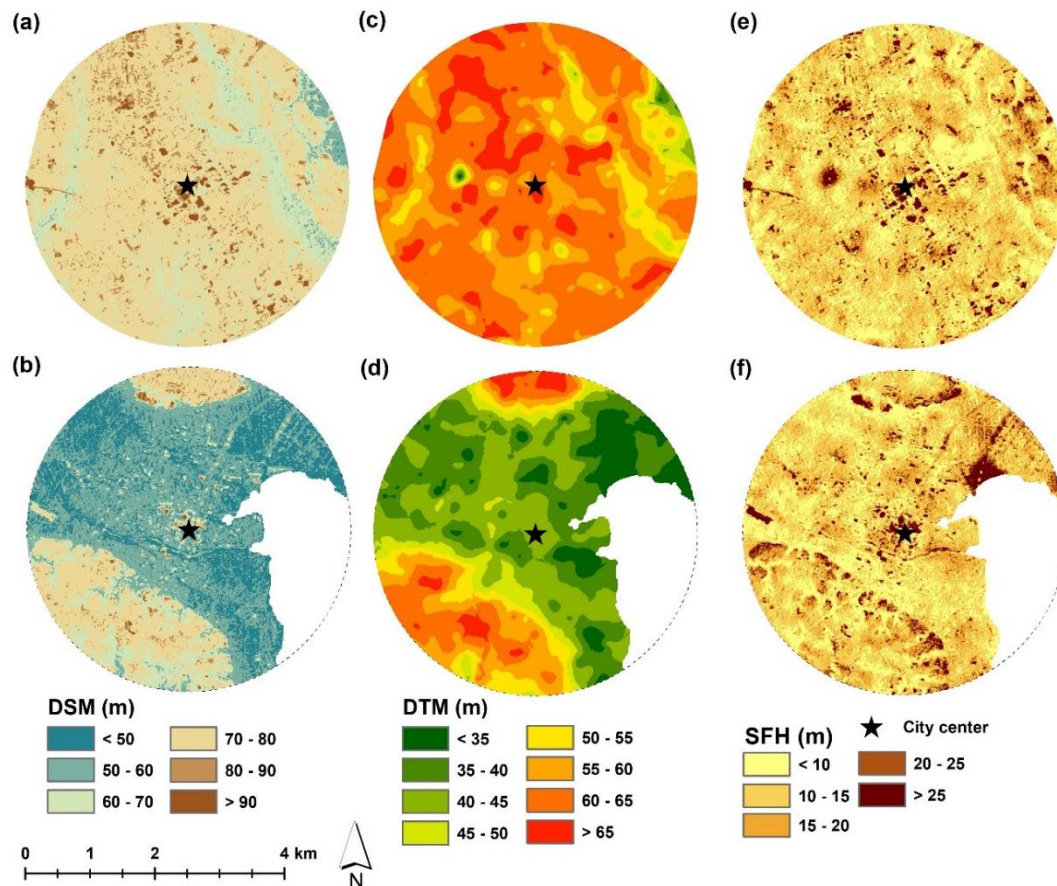 (a)
(c)
(e)
(b)
(d)
(f)
DSM (m)
< 50
50 - 60
60 - 70
70 - 80
80 - 90
> 90
DTM (m)
< 35
35 - 40
40 - 45
45 - 50
50 - 55
55 - 60
60 - 65
> 65
SFH (m)
< 10
10 - 15
15 - 20
City center
20 - 25
> 25
0 1 2 4 km
N